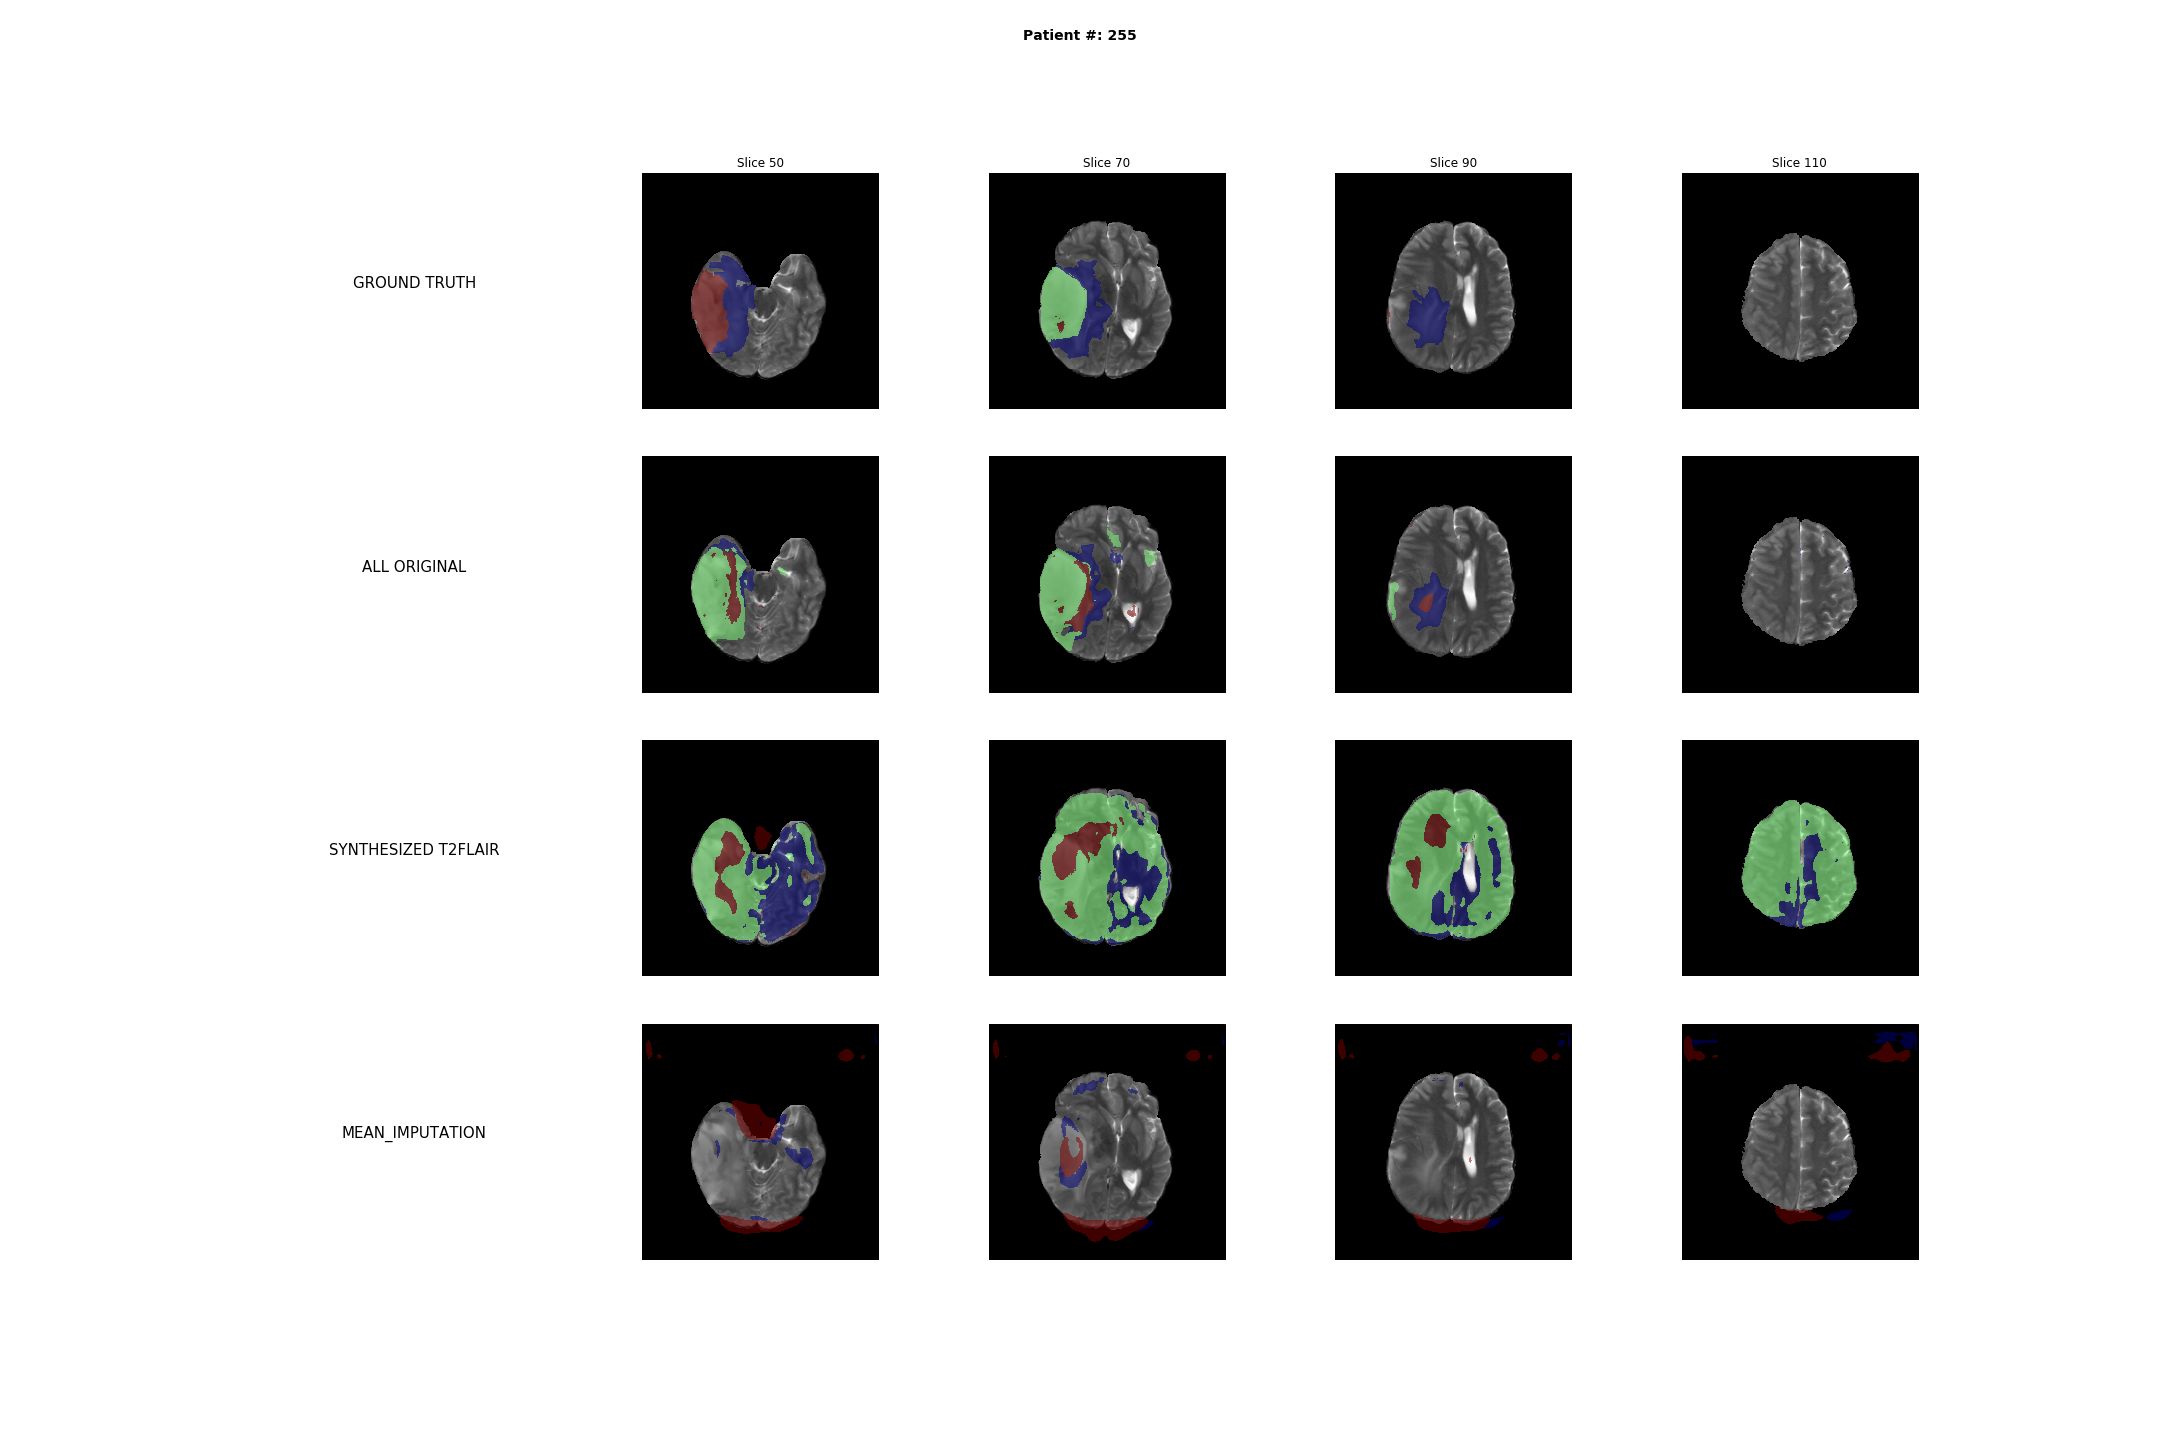 Patient #: 255
Slice 50
Slice 70
Slice 90
Slice 110
GROUND TRUTH
ALL ORIGINAL
SYNTHESIZED T2FLAIR
MEAN_IMPUTATION